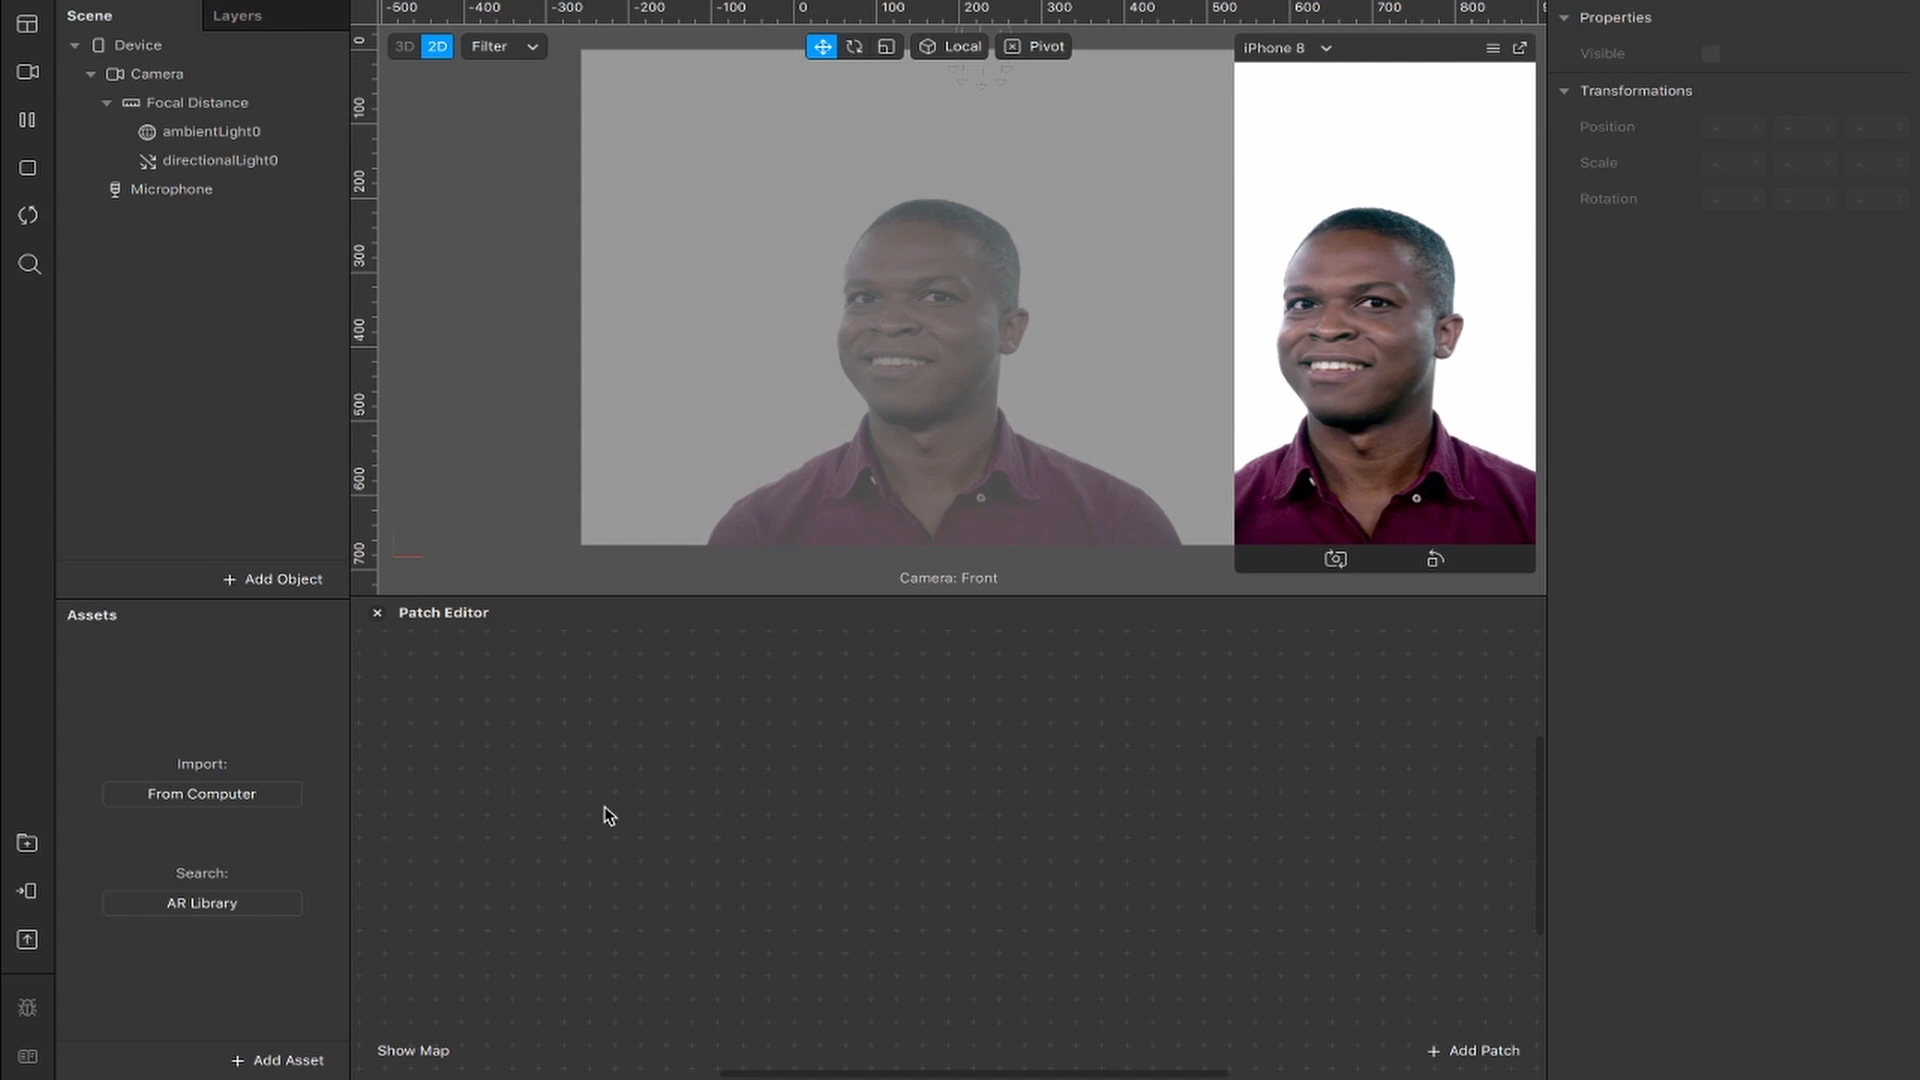 Scene
Layers
Device
Camera
Focal Distance
ambientLight0
directionalLight0
Microphone
+ Add Object
Assets
Import:
From Computer
Search:
AR Library
+ Add Asset
-500 -400 -300 -200 -100 0 100 200 300 400 500 600 700 800
0 100 200 300 400 500 600 700
3D 2D Filter
Local
Pivot
iPhone 8
Camera: Front
× Patch Editor
Show Map
+ Add Patch
Properties
Visible
Transformations
Position
Scale
Rotation